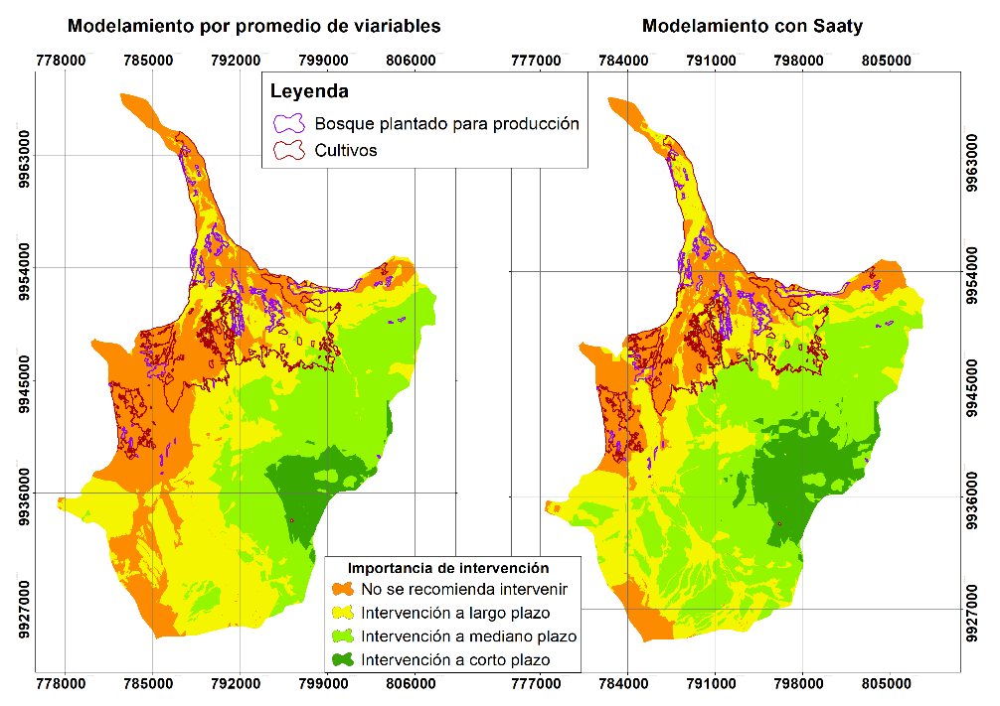 Modelamiento por promedio de viariables
Modelamiento con Saaty
778000 785000 792000 799000 806000
777000 784000 791000 798000 805000
Leyenda
Bosque plantado para producción
Cultivos
9963000
9954000
9945000
9936000
9927000
9963000
9954000
9945000
9936000
9927000
Importancia de intervención
No se recomienda intervenir
Intervención a largo plazo
Intervención a mediano plazo
Intervención a corto plazo
778000 785000 792000 799000 806000
777000 784000 791000 798000 805000